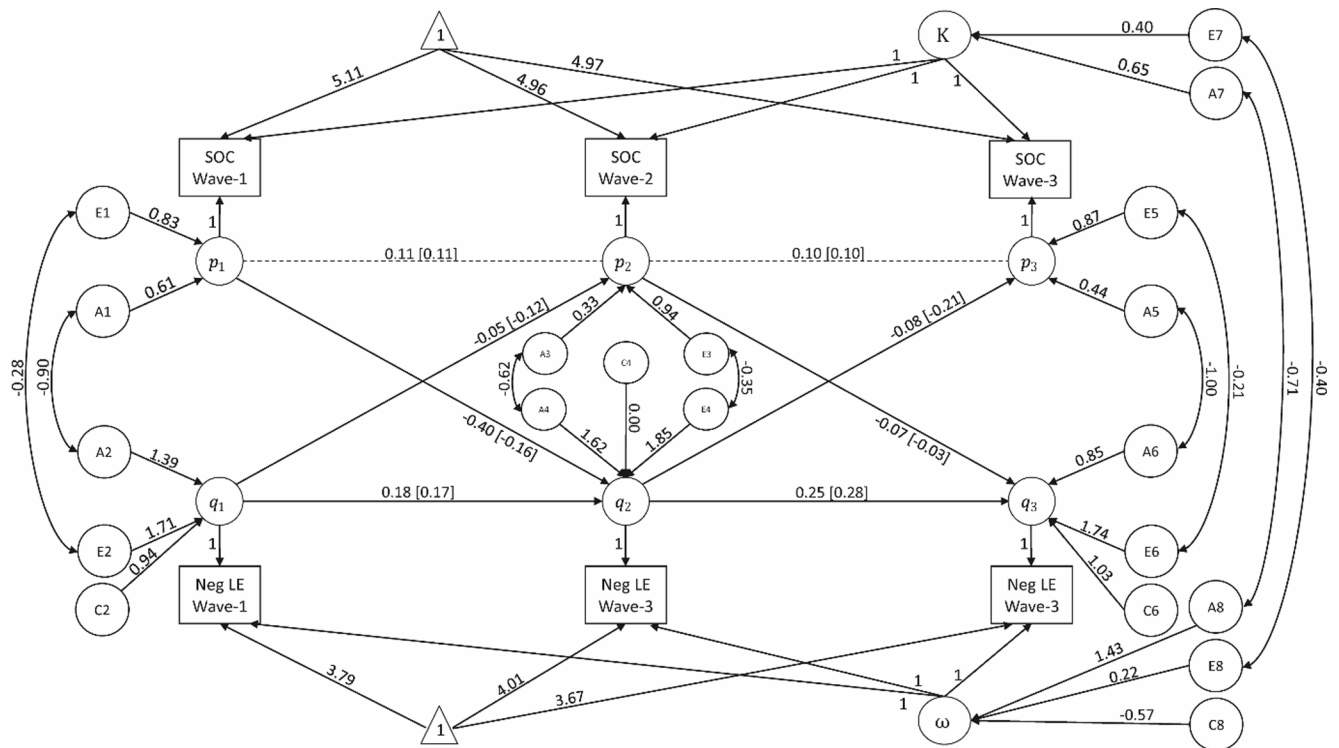 1
K
0.40
E7
5.11
4.96
4.97
1
1
1
0.65
A7
SOC
Wave-1
SOC
Wave-2
SOC
Wave-3
E1
0.83
1
1
1
0.87
E5
p₁
0.11 [0.11]
p₂
0.10 [0.10]
p₃
A1
0.61
-0.05 [-0.12]
0.33
0.94
-0.08 [-0.21]
0.44
A5
-0.28
-0.90
A3
C4
E3
-0.62
-0.35
A4
E4
-1.00
-0.21
-0.71
-0.40
0.00
1.62
1.85
-0.40 [-0.16]
-0.07 [-0.03]
A2
1.39
0.85
A6
q₁
0.18 [0.17]
q₂
0.25 [0.28]
q₃
E2
1.71
0.94
1
1
1
1.74
E6
1.03
C2
Neg LE
Wave-1
Neg LE
Wave-3
Neg LE
Wave-3
C6
A8
1.43
3.79
4.01
3.67
1
1
1
0.22
E8
1
ω
-0.57
C8